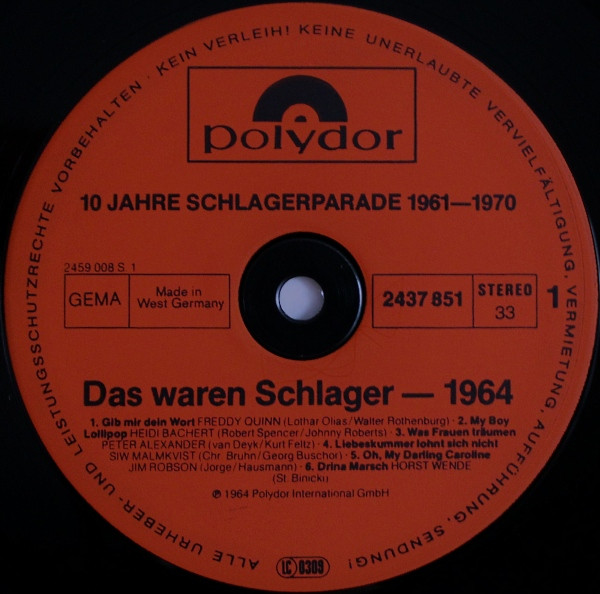 ALLE URHEBER- UND LEISTUNGSSCHUTZRECHTE VORBEHALTEN · KEIN VERLEIH! KEINE UNERLAUBTE VERVIELFÄLTIGUNG, VERMIETUNG, AUFFÜHRUNG, SENDUNG!
polydor
10 JAHRE SCHLAGERPARADE 1961—1970
2459 008 S 1
GEMA
Made in
West Germany
2437 851
STEREO
33
1
Das waren Schlager — 1964
1. Gib mir dein Wort FREDDY QUINN (Lothar Olias/Walter Rothenburg) · 2. My Boy
Lollipop HEIDI BACHERT (Robert Spencer/Johnny Roberts) · 3. Was Frauen träumen
PETER ALEXANDER (van Deyk/Kurt Feltz) · 4. Liebeskummer lohnt sich nicht
SIW MALMKVIST (Chr. Bruhn/Georg Buschor) · 5. Oh, My Darling Caroline
JIM ROBSON (Jorge/Hausmann) · 6. Drina Marsch HORST WENDE
(St. Binicki)
℗ 1964 Polydor International GmbH
LC 0309